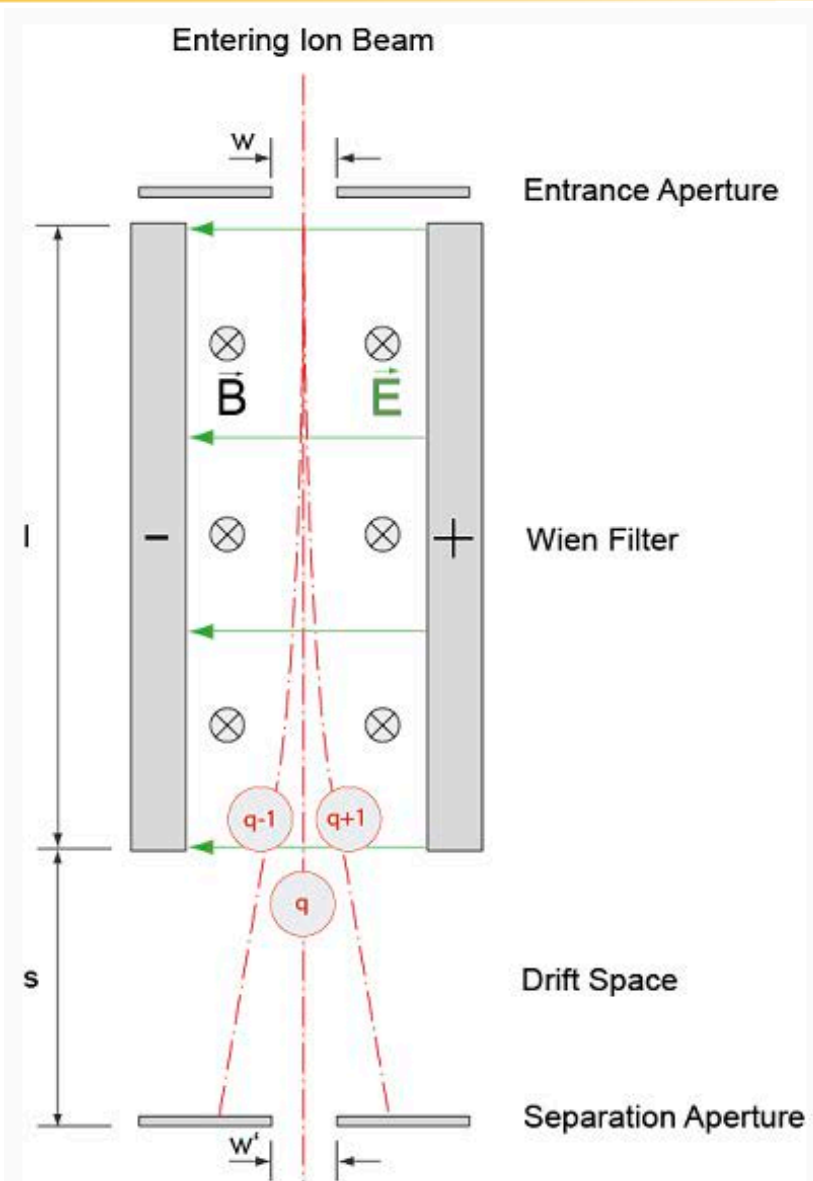 Entering Ion Beam
w
Entrance Aperture
B
E
l
-
+
Wien Filter
q-1
q+1
q
s
Drift Space
Separation Aperture
w'